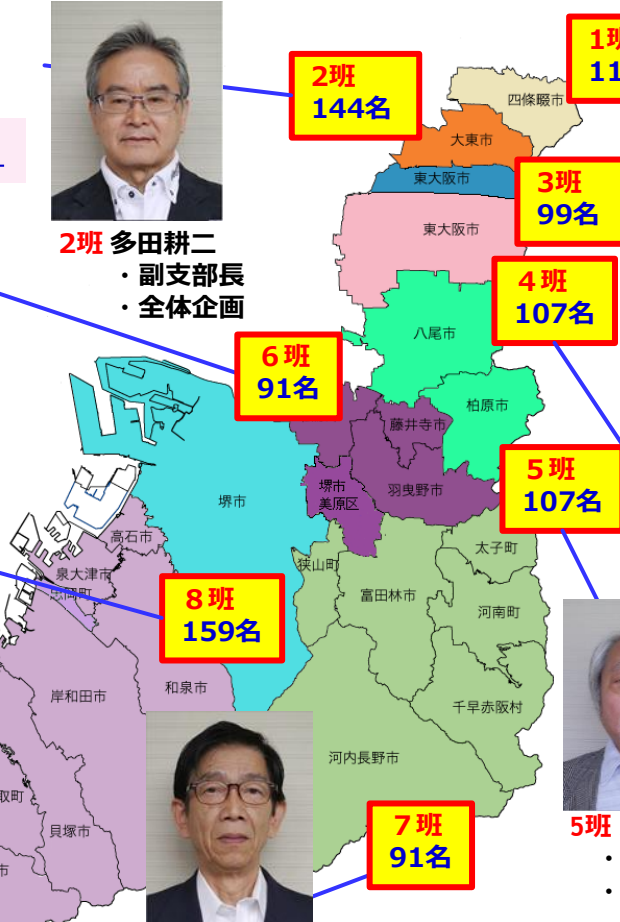 1班
11
2班
144名
四條畷市
大東市
東大阪市
3班
99名
東大阪市
2班 多田耕二
・副支部長
・全体企画
4班
107名
八尾市
6班
91名
柏原市
藤井寺市
5班
107名
堺市
美原区
羽曳野市
堺市
高石市
太子町
狭山町
泉大津市
忠岡町
富田林市
河南町
8班
159名
岸和田市
和泉市
千早赤阪村
河内長野市
取町
貝塚市
7班
91名
5班
・
・
市